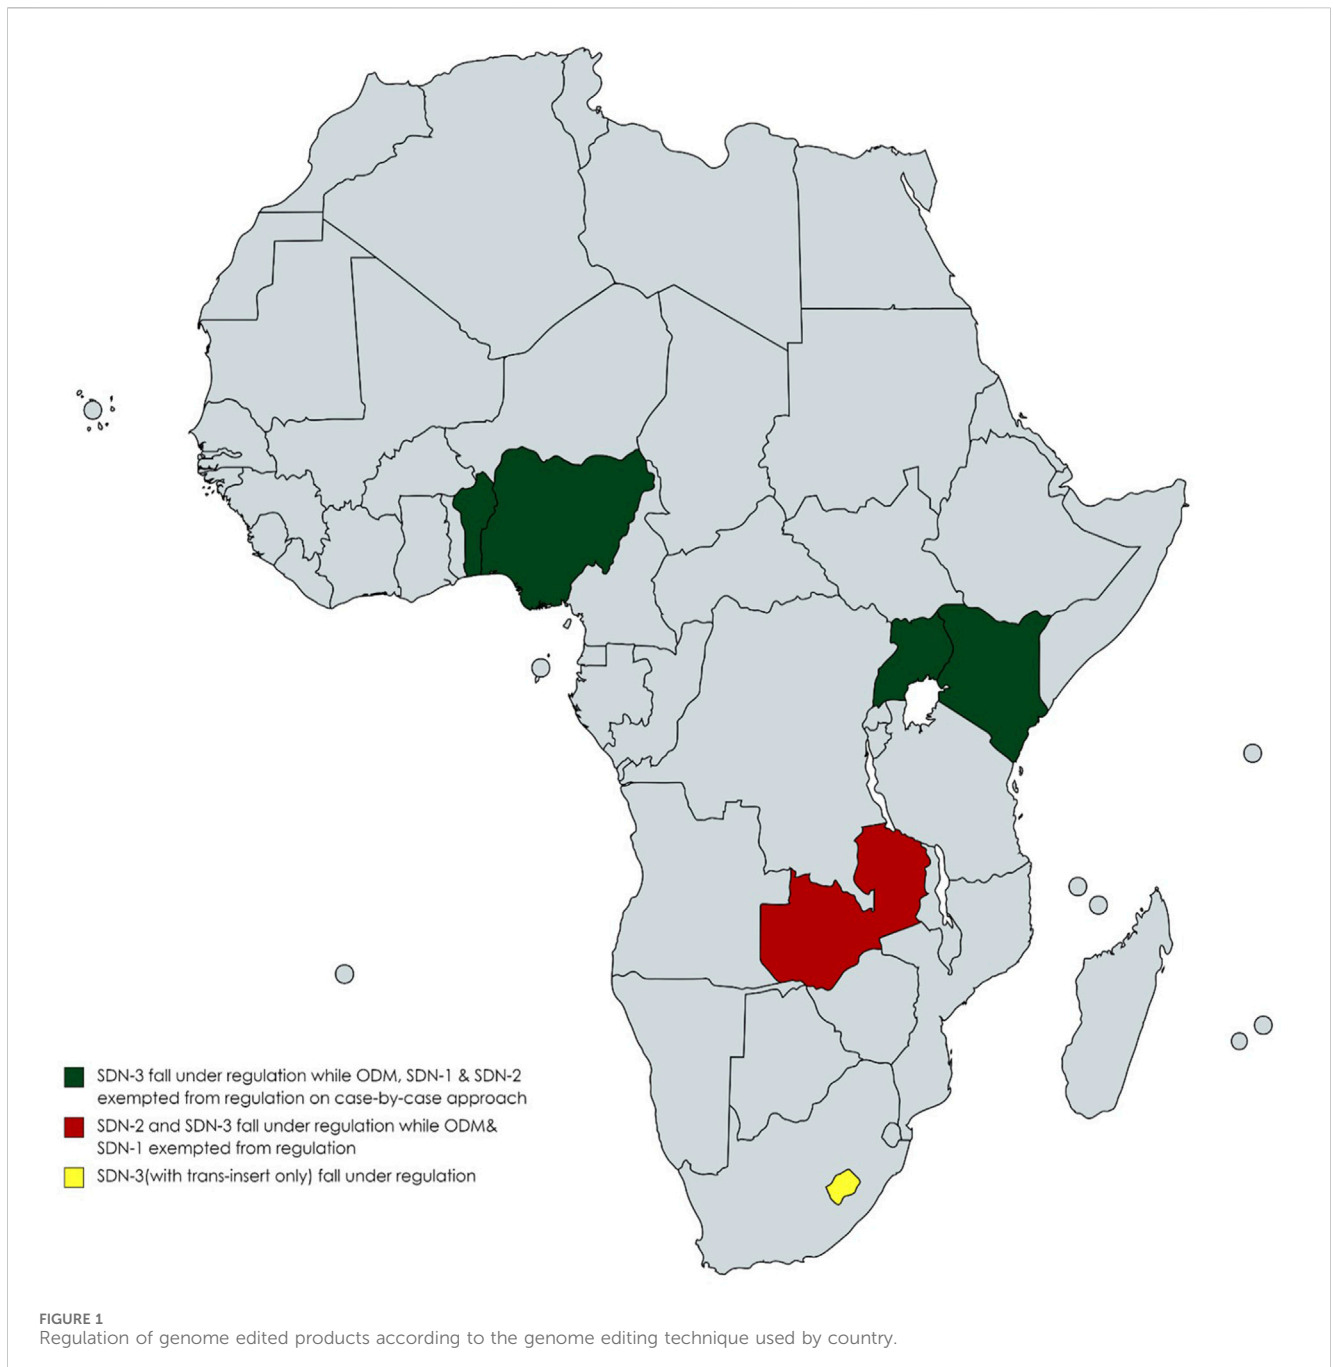 SDN-3 fall under regulation while ODM, SDN-1 & SDN-2
exempted from regulation on case-by-case approach
SDN-2 and SDN-3 fall under regulation while ODM&
SDN-1 exempted from regulation
SDN-3(with trans-insert only) fall under regulation
FIGURE 1
Regulation of genome edited products according to the genome editing technique used by country.